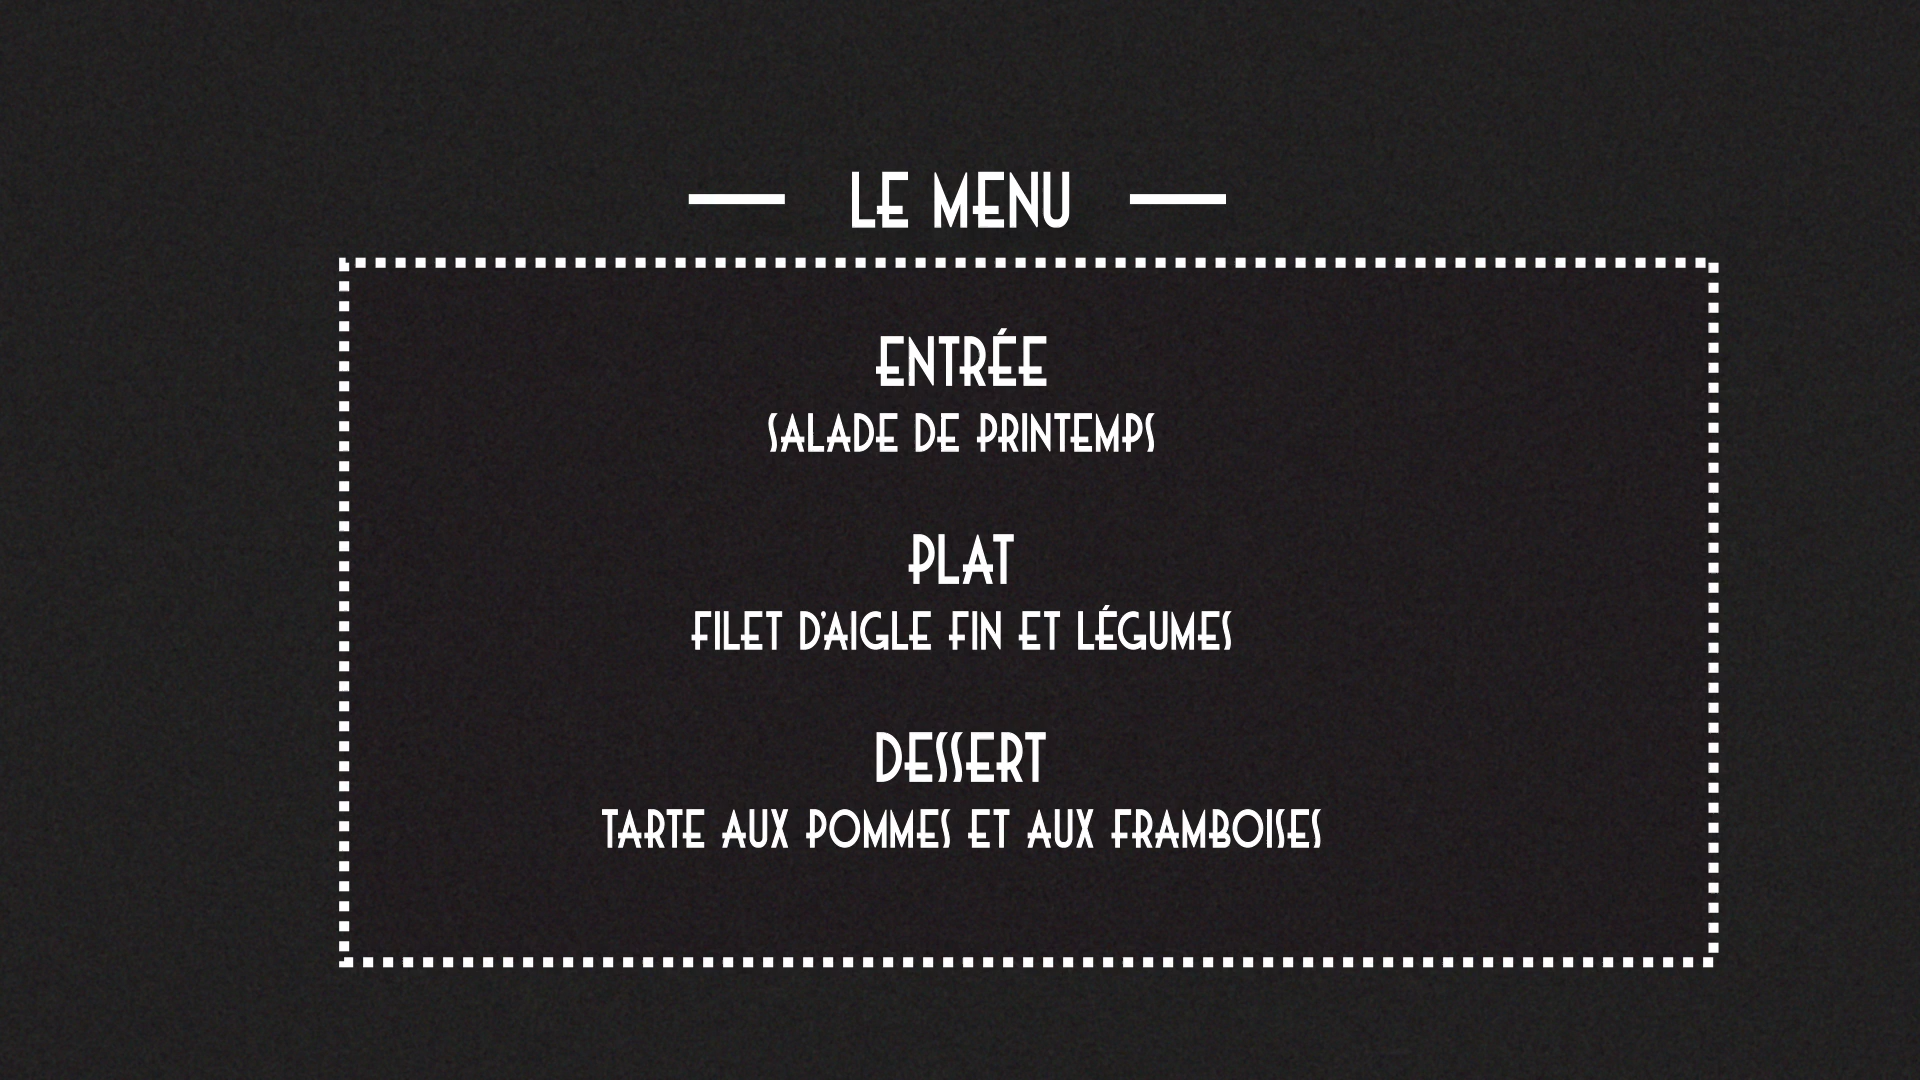 LE MENU
ENTRÉE
SALADE DE PRINTEMPS
PLAT
FILET D'AIGLE FIN ET LÉGUMES
DESSERT
TARTE AUX POMMES ET AUX FRAMBOISES